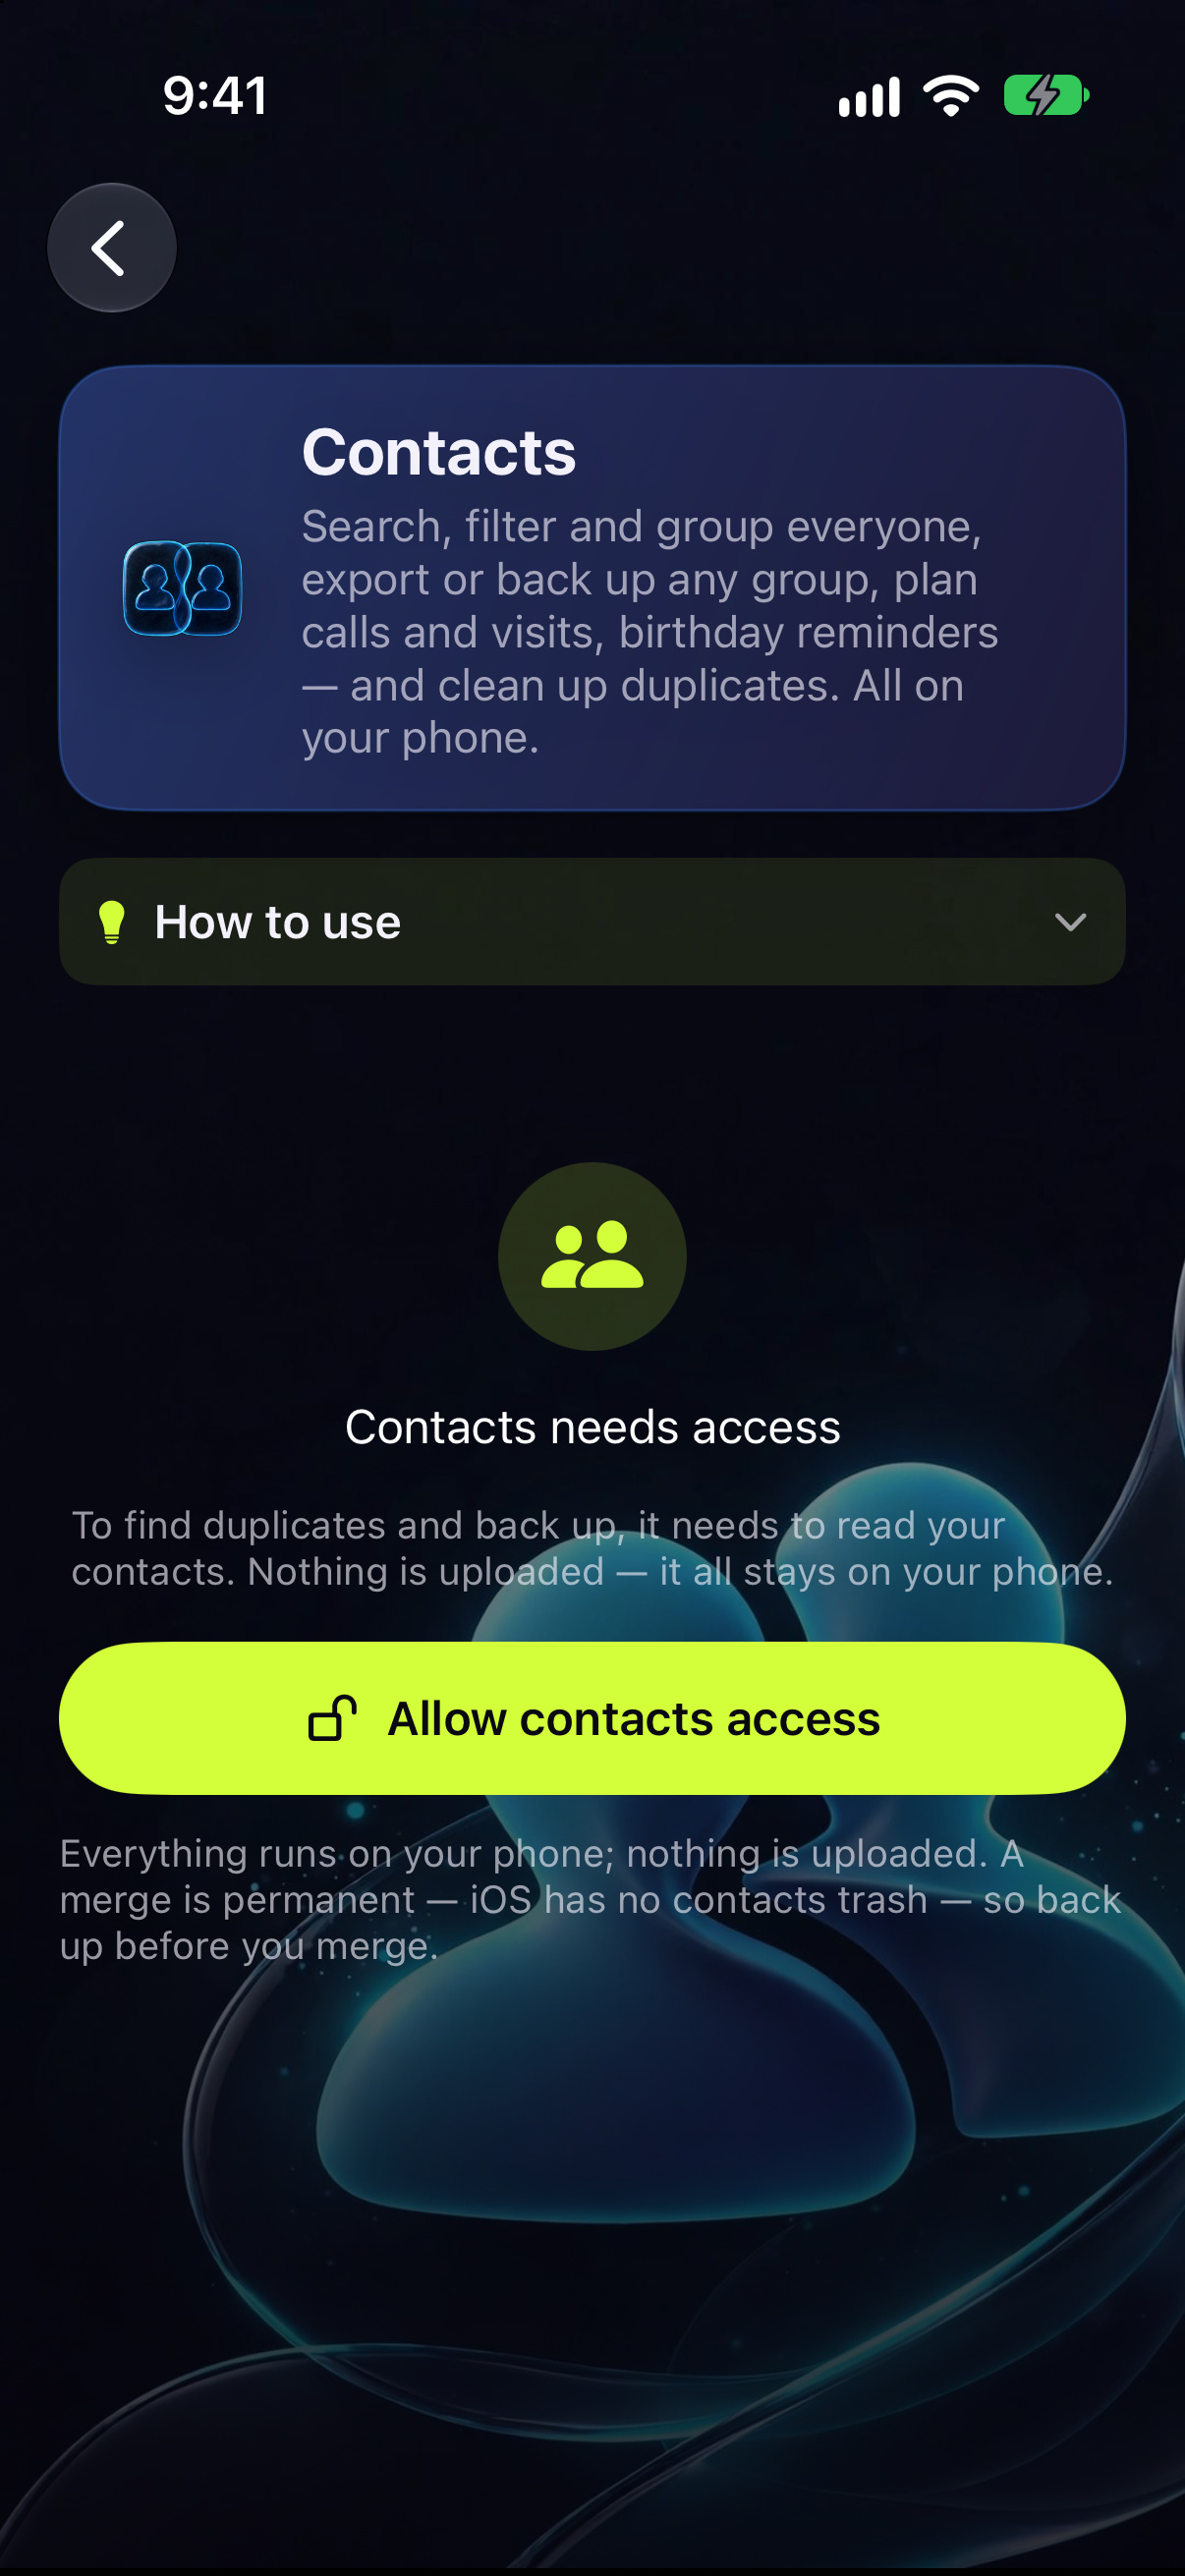 9:41
Contacts
Search, filter and group everyone,
export or back up any group, plan
calls and visits, birthday reminders
— and clean up duplicates. All on
your phone.
How to use
Contacts needs access
To find duplicates and back up, it needs to read your
contacts. Nothing is uploaded — it all stays on your phone.
Allow contacts access
Everything runs on your phone; nothing is uploaded. A
merge is permanent — iOS has no contacts trash — so back
up before you merge.